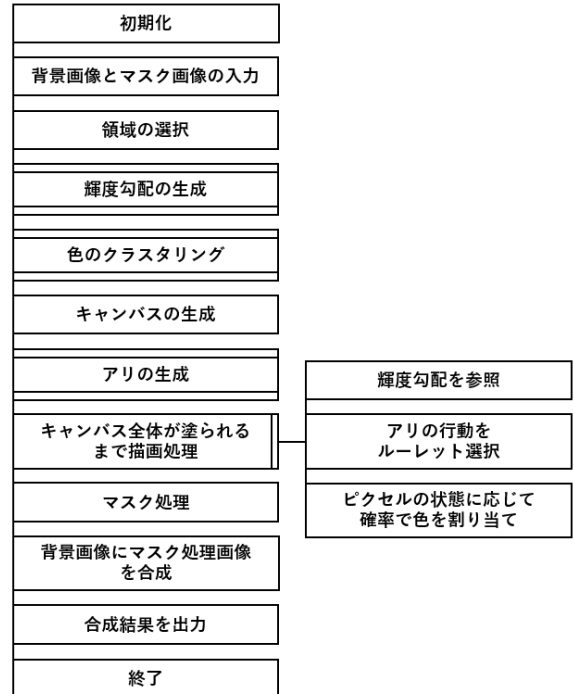 初期化
背景画像とマスク画像の入力
領域の選択
輝度勾配の生成
色のクラスタリング
キャンバスの生成
アリの生成
キャンバス全体が塗られる
まで描画処理
輝度勾配を参照
アリの行動を
ルーレット選択
ピクセルの状態に応じて
確率で色を割り当て
マスク処理
背景画像にマスク処理画像
を合成
合成結果を出力
終了